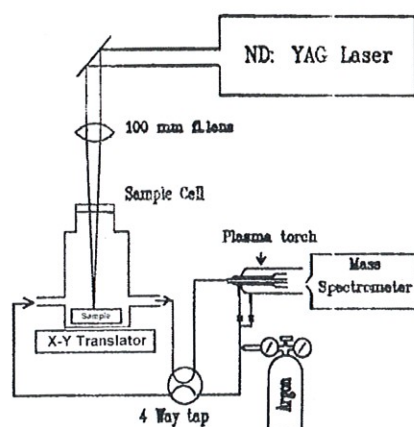 ND: YAG Laser
100 mm f.l.lens
Sample Cell
Plasma torch
Mass
Spectrometer
Sample
X-Y Translator
4 Way tap
Argon